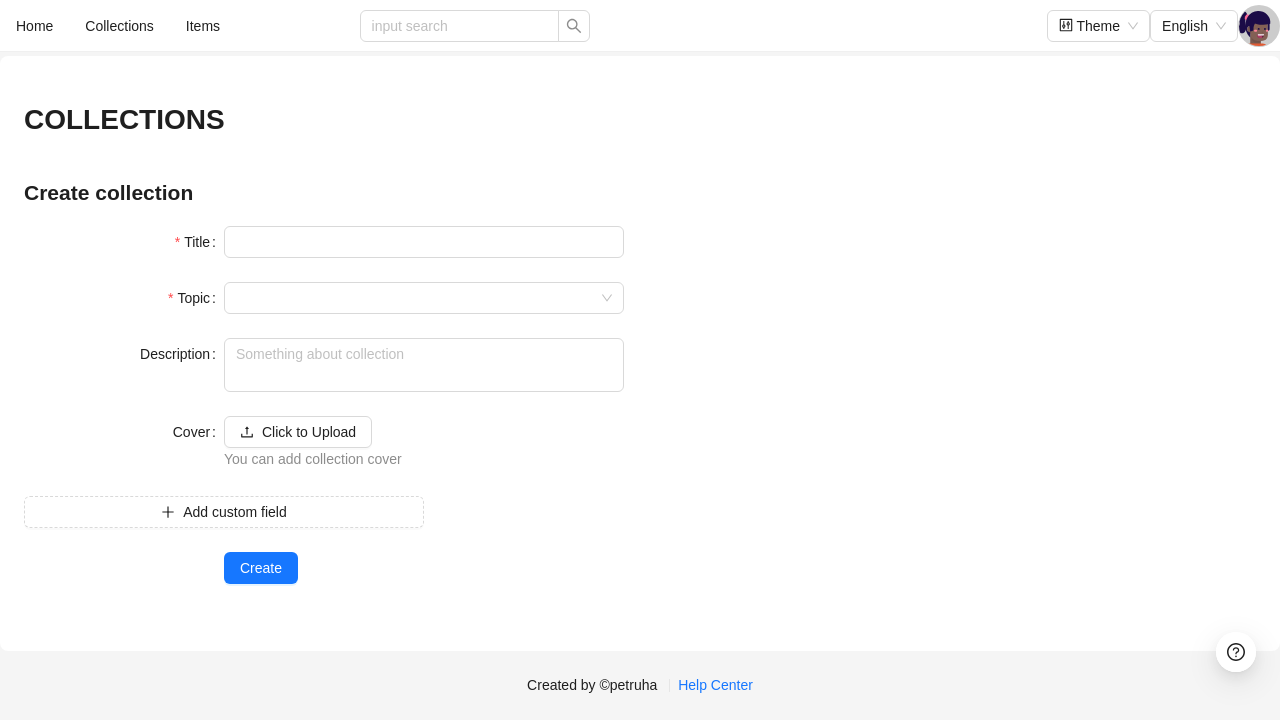 Home
Collections
Items
input search
Theme
English
COLLECTIONS
Create collection
* Title :
* Topic :
Description :
Something about collection
Cover :
Click to Upload
You can add collection cover
Add custom field
Create
Created by ©petruha
Help Center